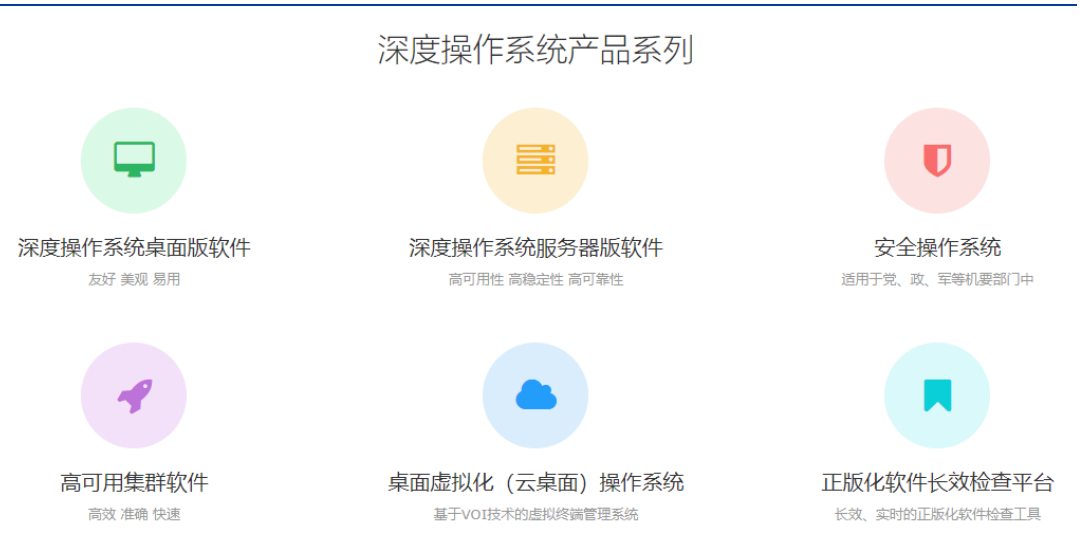 深度操作系统产品系列
深度操作系统桌面版软件
友好 美观 易用
深度操作系统服务器版软件
高可用性 高稳定性 高可靠性
安全操作系统
适用于党、政、军等机要部门中
高可用集群软件
高效 准确 快速
桌面虚拟化（云桌面）操作系统
基于VOI技术的虚拟终端管理系统
正版化软件长效检查平台
长效、实时的正版化软件检查工具